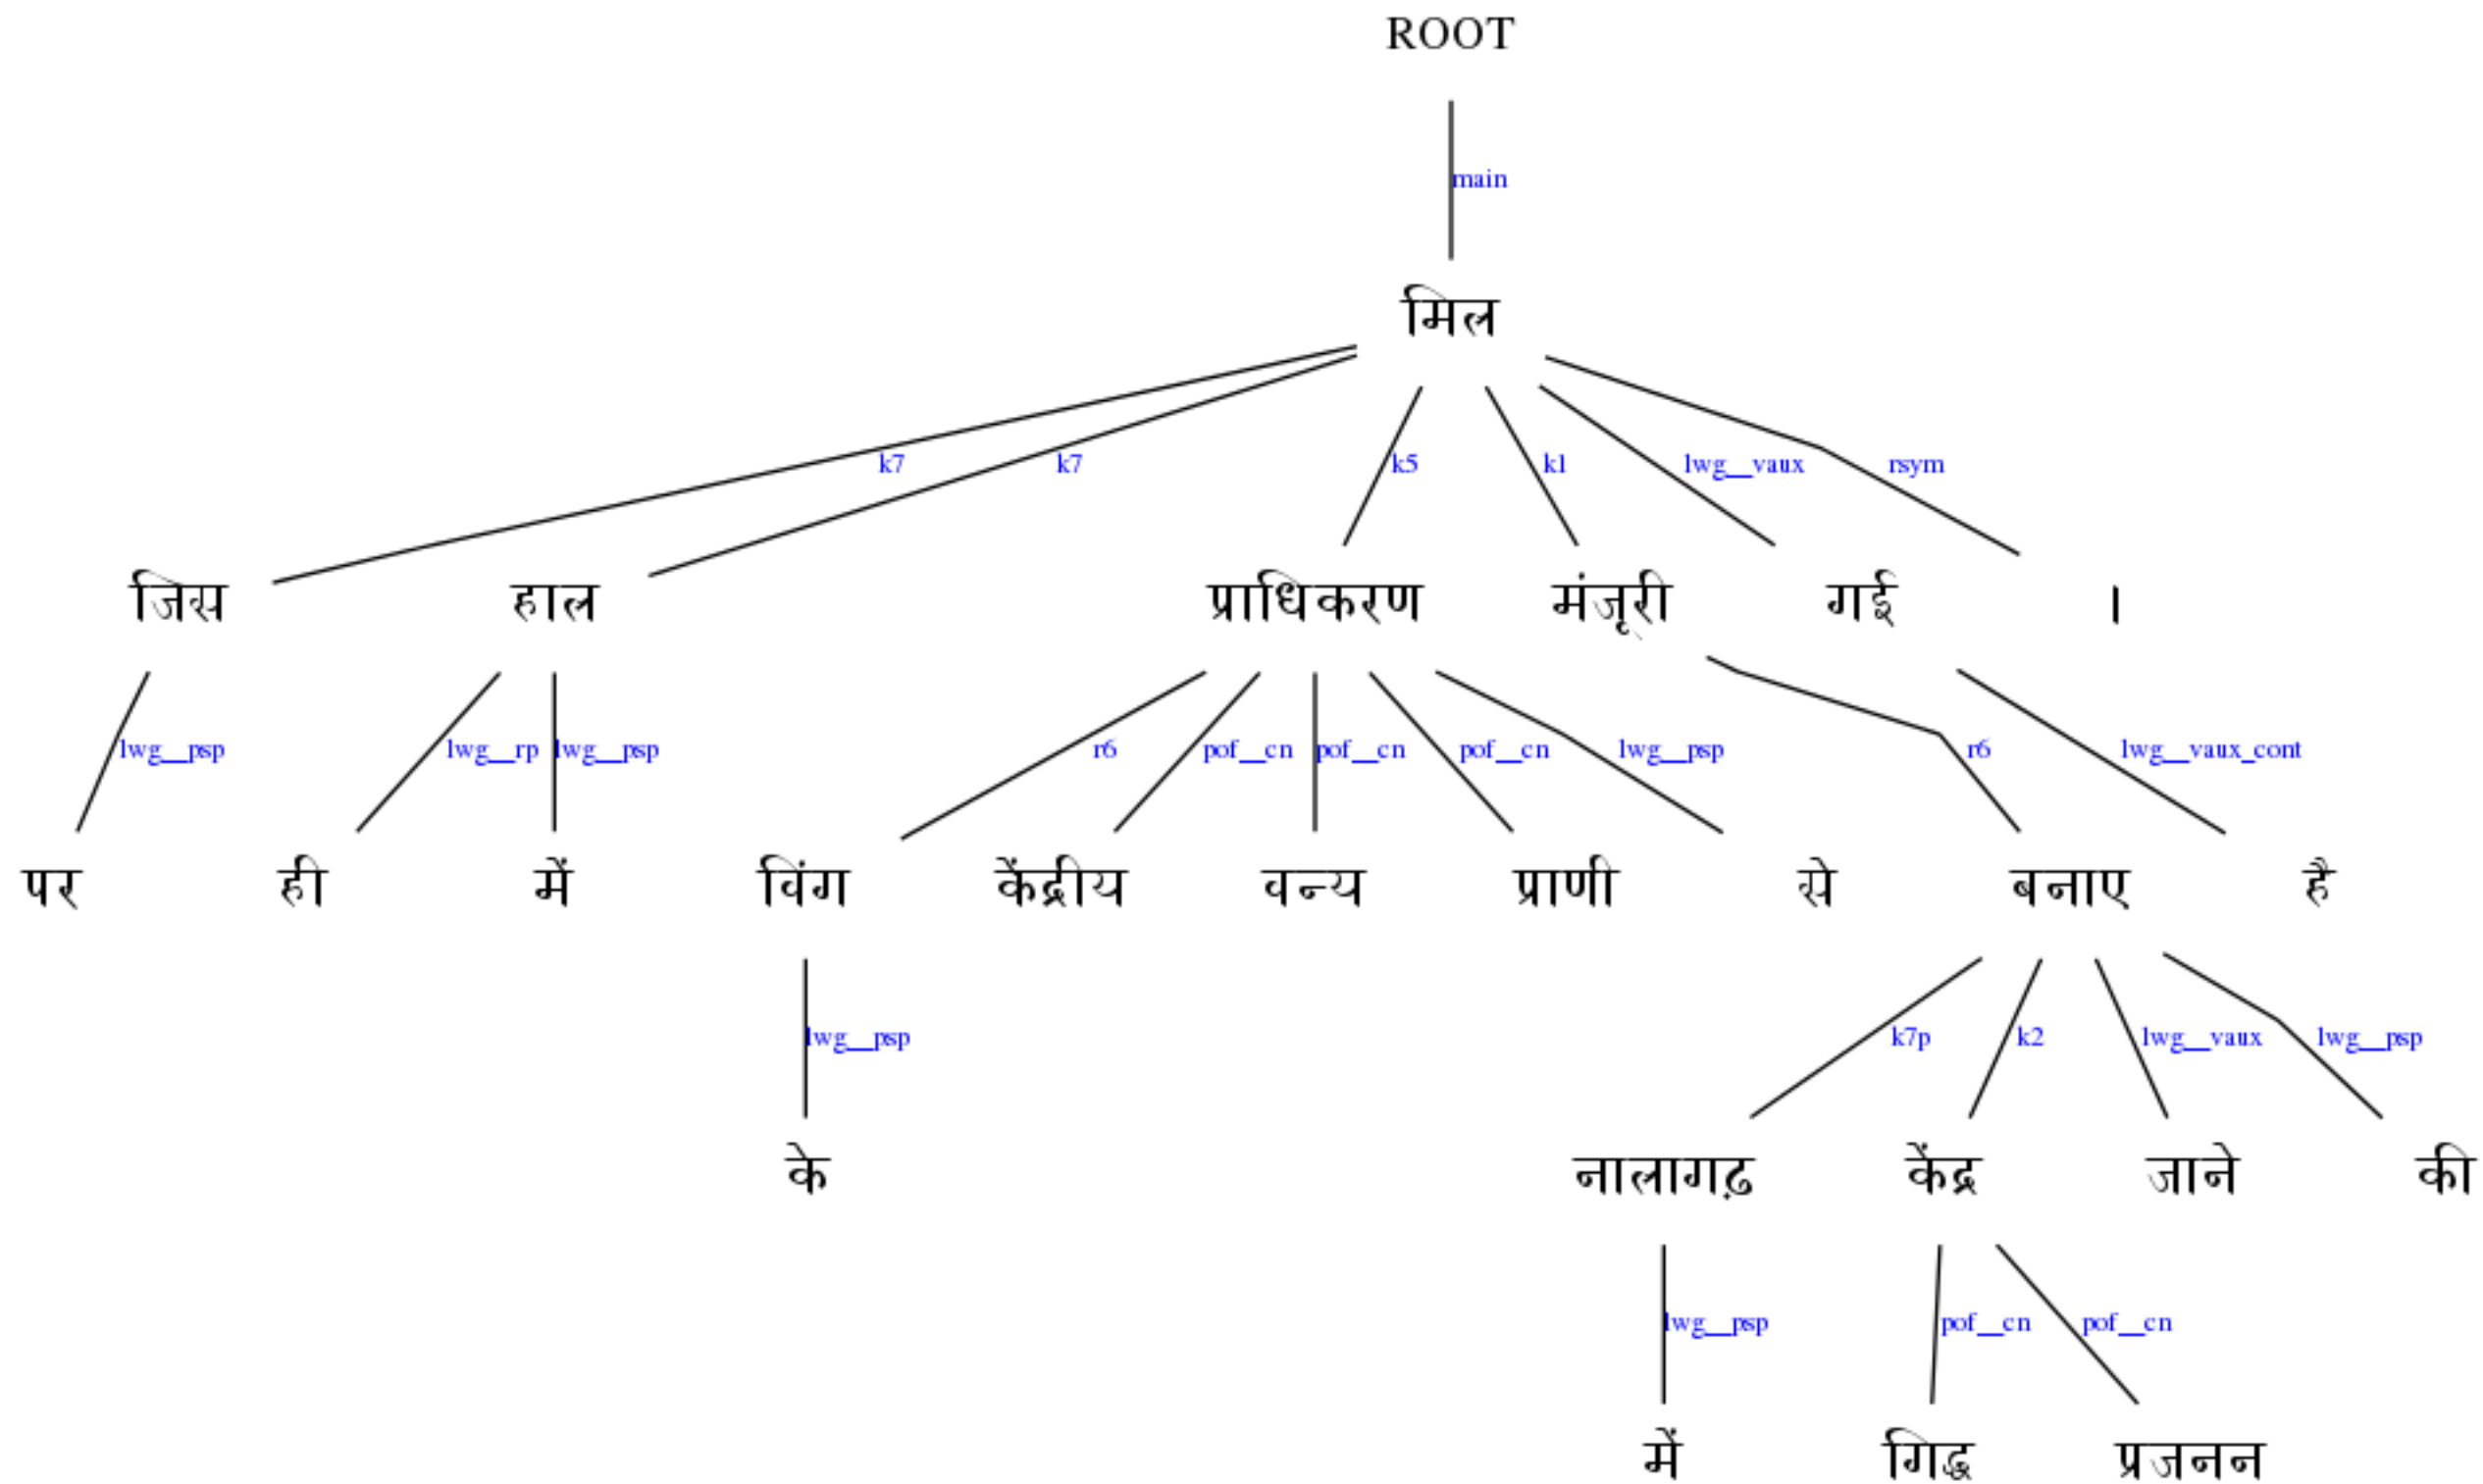 ROOT
main
मिल
k7 k7 k5 k1 lwg__vaux rsym
जिस हाल प्राधिकरण मंजूरी गई ।
lwg__psp lwg__rp lwg__psp r6 pof__cn pof__cn pof__cn lwg__psp r6 lwg__vaux_cont
पर ही में विंग केंद्रीय वन्य प्राणी से बनाए है
lwg__psp k7p k2 lwg__vaux lwg__psp
के नालागढ़ केंद्र जाने की
lwg__psp pof__cn pof__cn
में गिद्ध प्रजनन